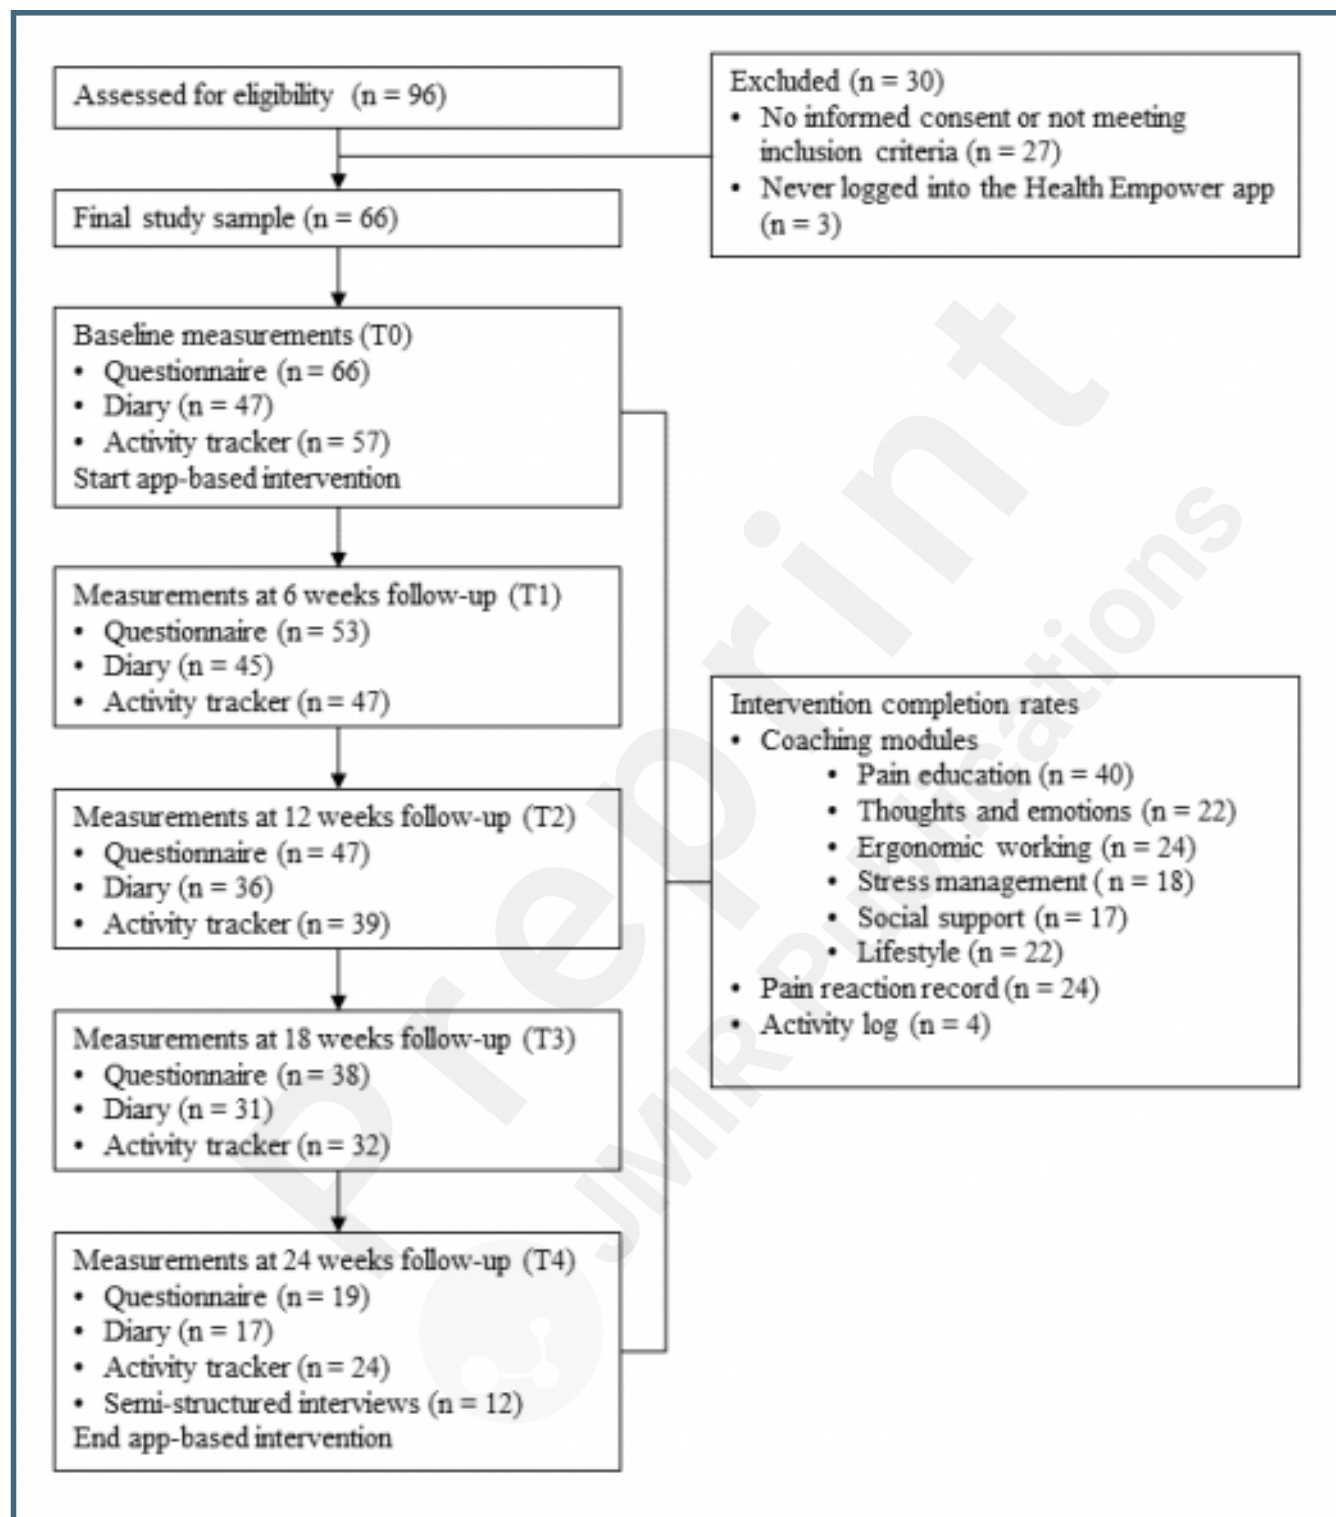 Assessed for eligibility (n = 96)
Excluded (n = 30)
• No informed consent or not meeting
inclusion criteria (n = 27)
• Never logged into the Health Empower app
(n = 3)
Final study sample (n = 66)
Baseline measurements (T0)
• Questionnaire (n = 66)
• Diary (n = 47)
• Activity tracker (n = 57)
Start app-based intervention
Measurements at 6 weeks follow-up (T1)
• Questionnaire (n = 53)
• Diary (n = 45)
• Activity tracker (n = 47)
Measurements at 12 weeks follow-up (T2)
• Questionnaire (n = 47)
• Diary (n = 36)
• Activity tracker (n = 39)
Measurements at 18 weeks follow-up (T3)
• Questionnaire (n = 38)
• Diary (n = 31)
• Activity tracker (n = 32)
Measurements at 24 weeks follow-up (T4)
• Questionnaire (n = 19)
• Diary (n = 17)
• Activity tracker (n = 24)
• Semi-structured interviews (n = 12)
End app-based intervention
Intervention completion rates
• Coaching modules
• Pain education (n = 40)
• Thoughts and emotions (n = 22)
• Ergonomic working (n = 24)
• Stress management ( n = 18)
• Social support (n = 17)
• Lifestyle (n = 22)
• Pain reaction record (n = 24)
• Activity log (n = 4)
Preprint
JMIR Publications